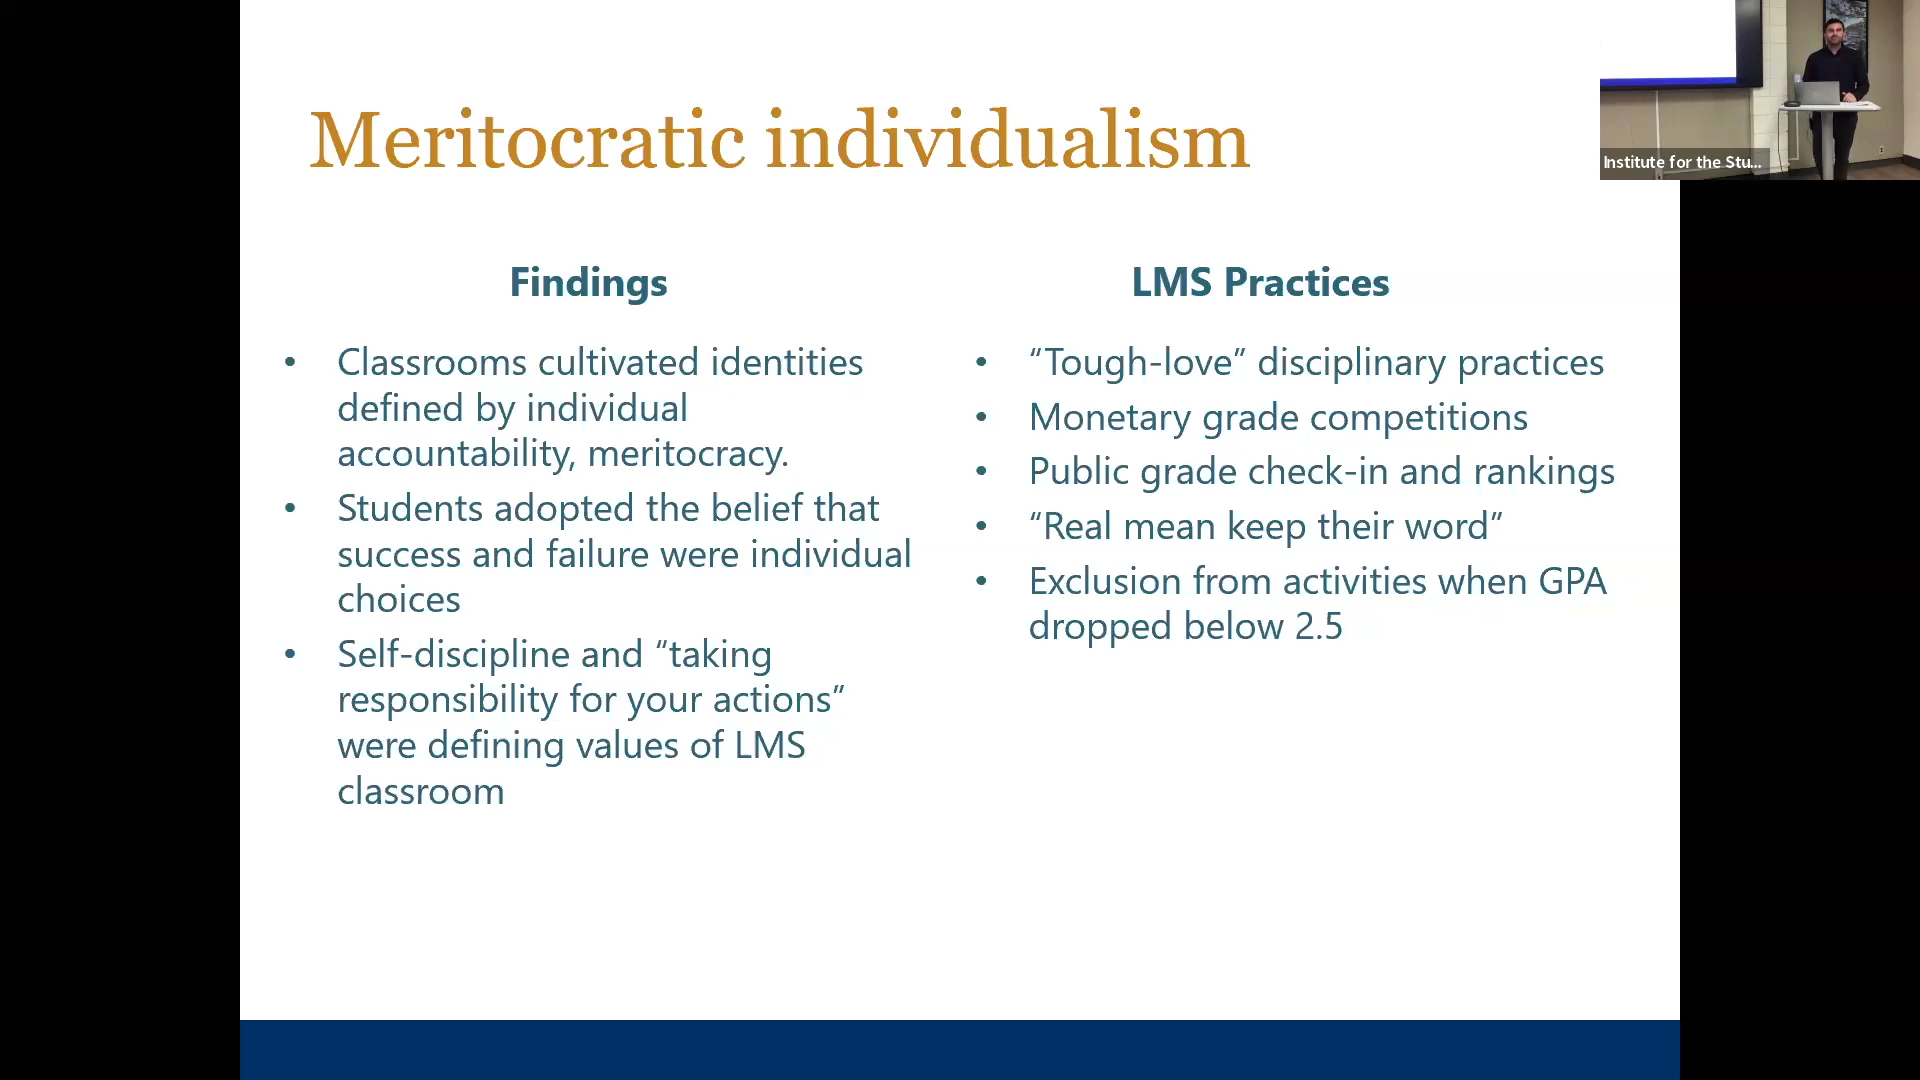 Meritocratic individualism
Institute for the Stu...
Findings
• Classrooms cultivated identities
defined by individual
accountability, meritocracy.
• Students adopted the belief that
success and failure were individual
choices
• Self-discipline and “taking
responsibility for your actions”
were defining values of LMS
classroom
LMS Practices
• “Tough-love” disciplinary practices
• Monetary grade competitions
• Public grade check-in and rankings
• “Real mean keep their word”
• Exclusion from activities when GPA
dropped below 2.5